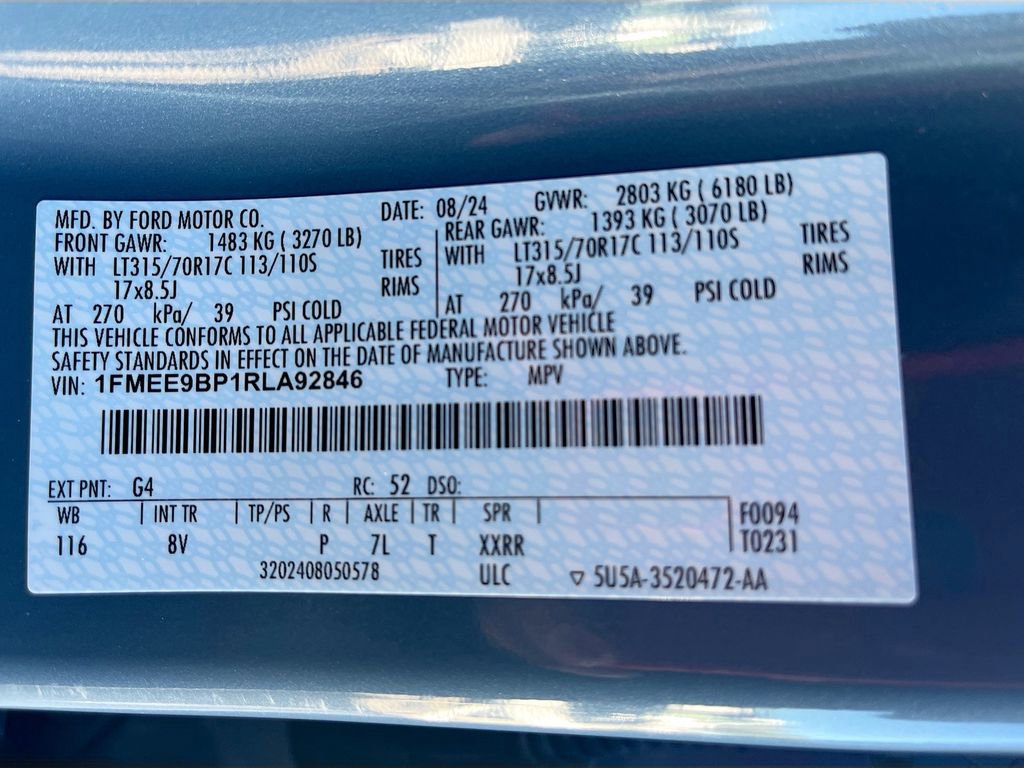 MFD. BY FORD MOTOR CO. DATE: 08/24 GVWR: 2803 KG ( 6180 LB)
FRONT GAWR: 1483 KG ( 3270 LB) REAR GAWR: 1393 KG ( 3070 LB)
WITH LT315/70R17C 113/110S TIRES WITH LT315/70R17C 113/110S TIRES
17x8.5J RIMS 17x8.5J RIMS
AT 270 kPa/ 39 PSI COLD AT 270 kPa/ 39 PSI COLD
THIS VEHICLE CONFORMS TO ALL APPLICABLE FEDERAL MOTOR VEHICLE
SAFETY STANDARDS IN EFFECT ON THE DATE OF MANUFACTURE SHOWN ABOVE.
VIN: 1FMEE9BP1RLA92846 TYPE: MPV
EXT PNT: G4 RC: 52 DSO:
WB | INT TR | TP/PS | R | AXLE | TR | SPR | F0094
116 8V P 7L T XXRR T0231
3202408050578 ULC ▽ 5U5A-3520472-AA